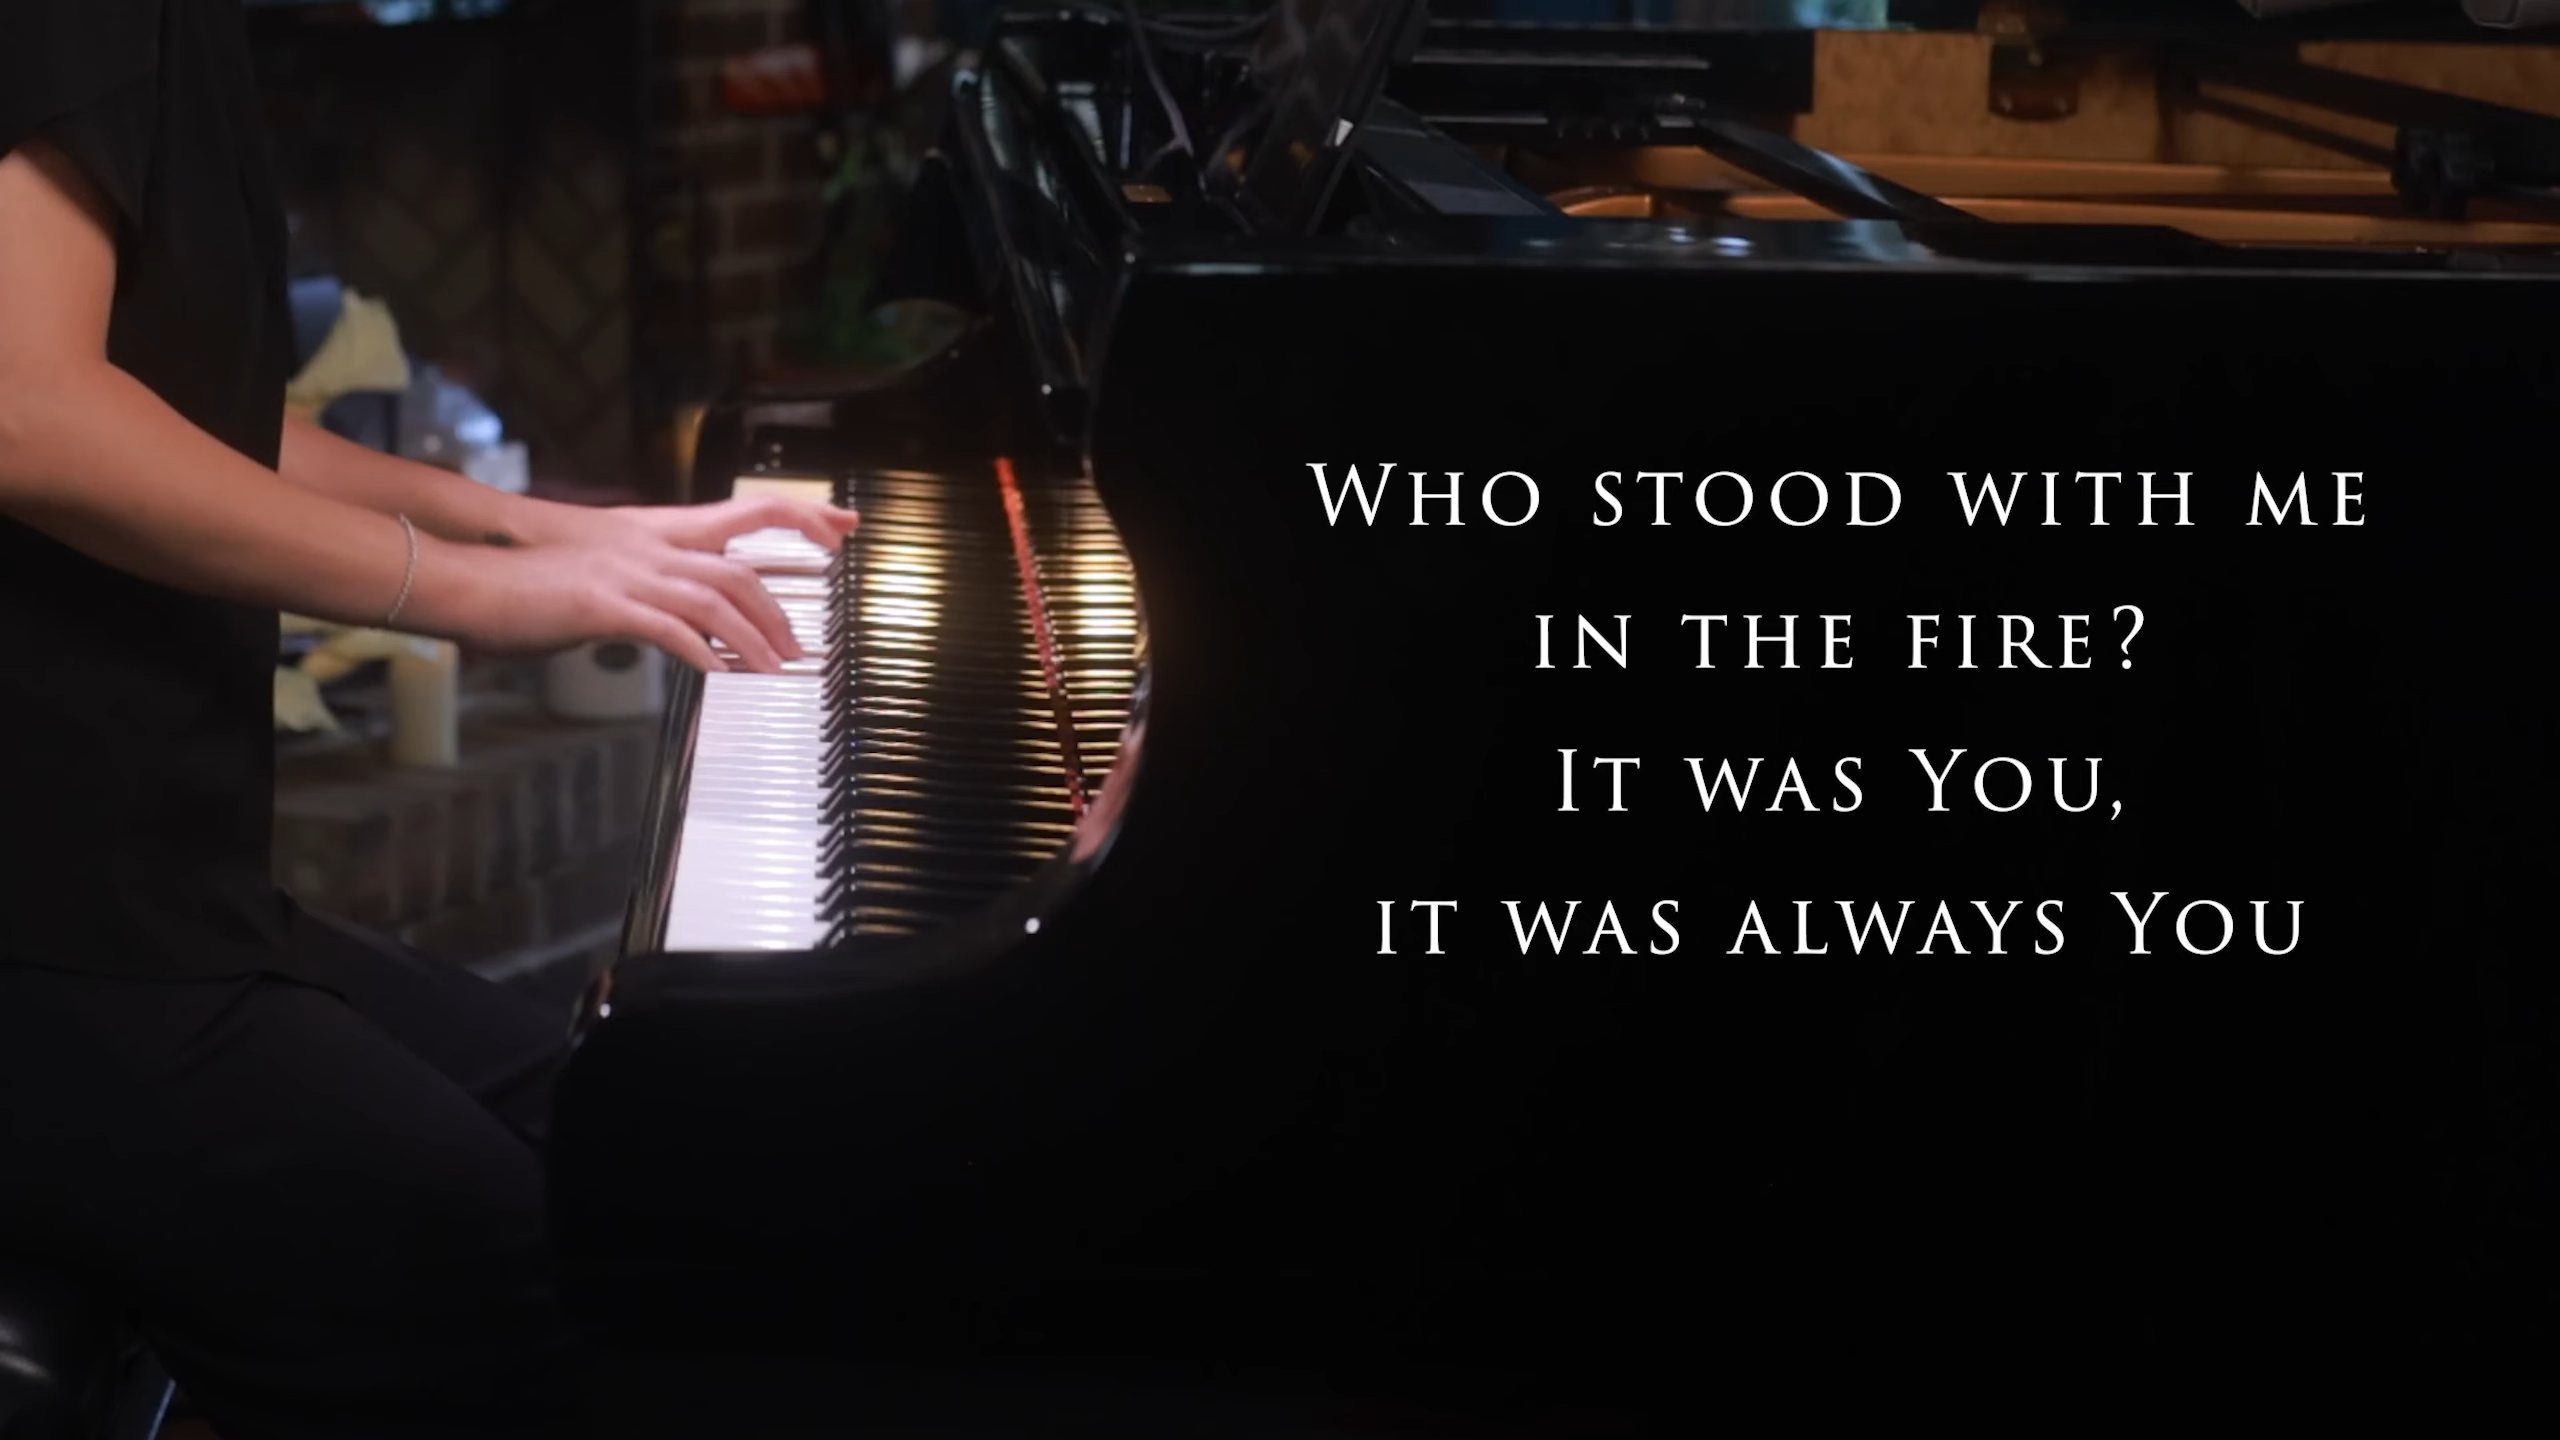 Who stood with me
in the fire?
It was You,
it was always You